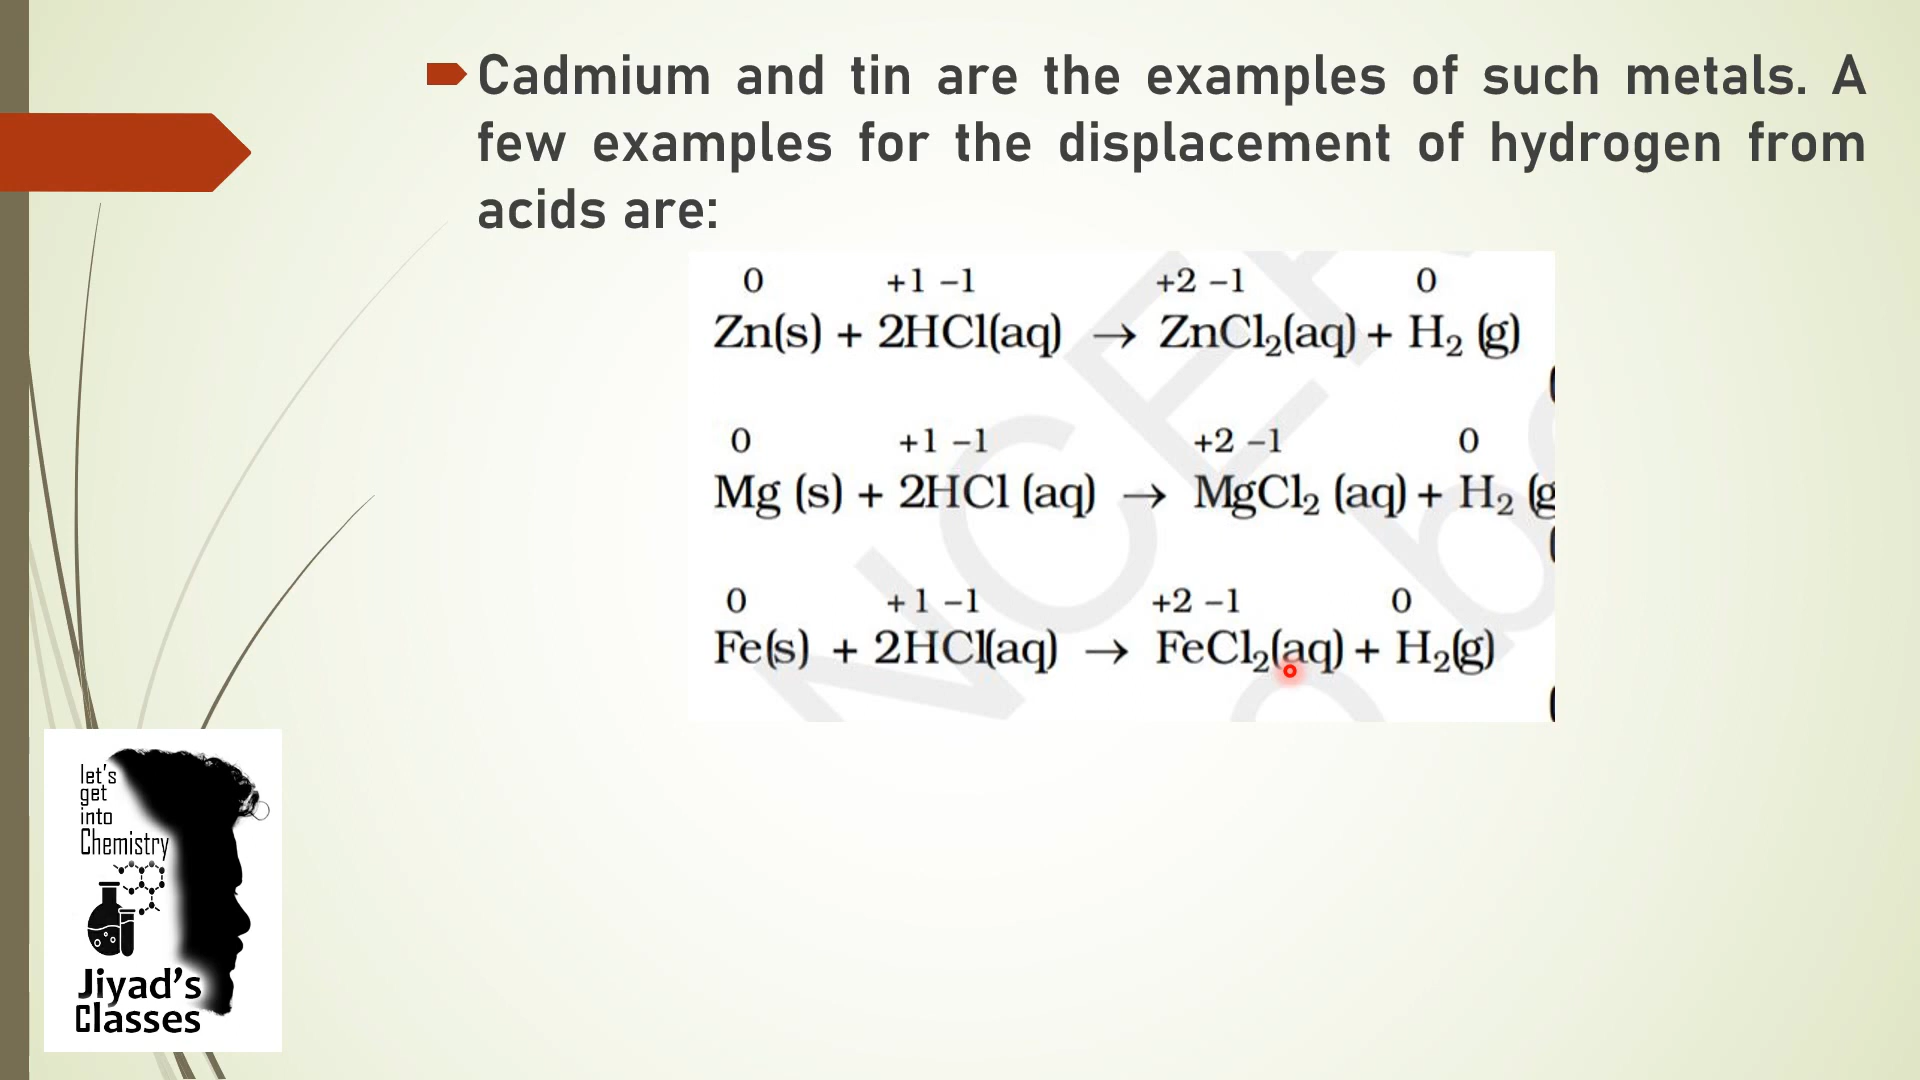 Cadmium and tin are the examples of such metals. A
few examples for the displacement of hydrogen from
acids are:
0 +1 –1 +2 –1 0
Zn(s) + 2HCl(aq) → ZnCl₂(aq) + H₂ (g)
0 +1 –1 +2 –1 0
Mg (s) + 2HCl (aq) → MgCl₂ (aq) + H₂ (g
0 +1 –1 +2 –1 0
Fe(s) + 2HCl(aq) → FeCl₂(aq) + H₂(g)
let's
get
into
Chemistry
Jiyad's
Classes